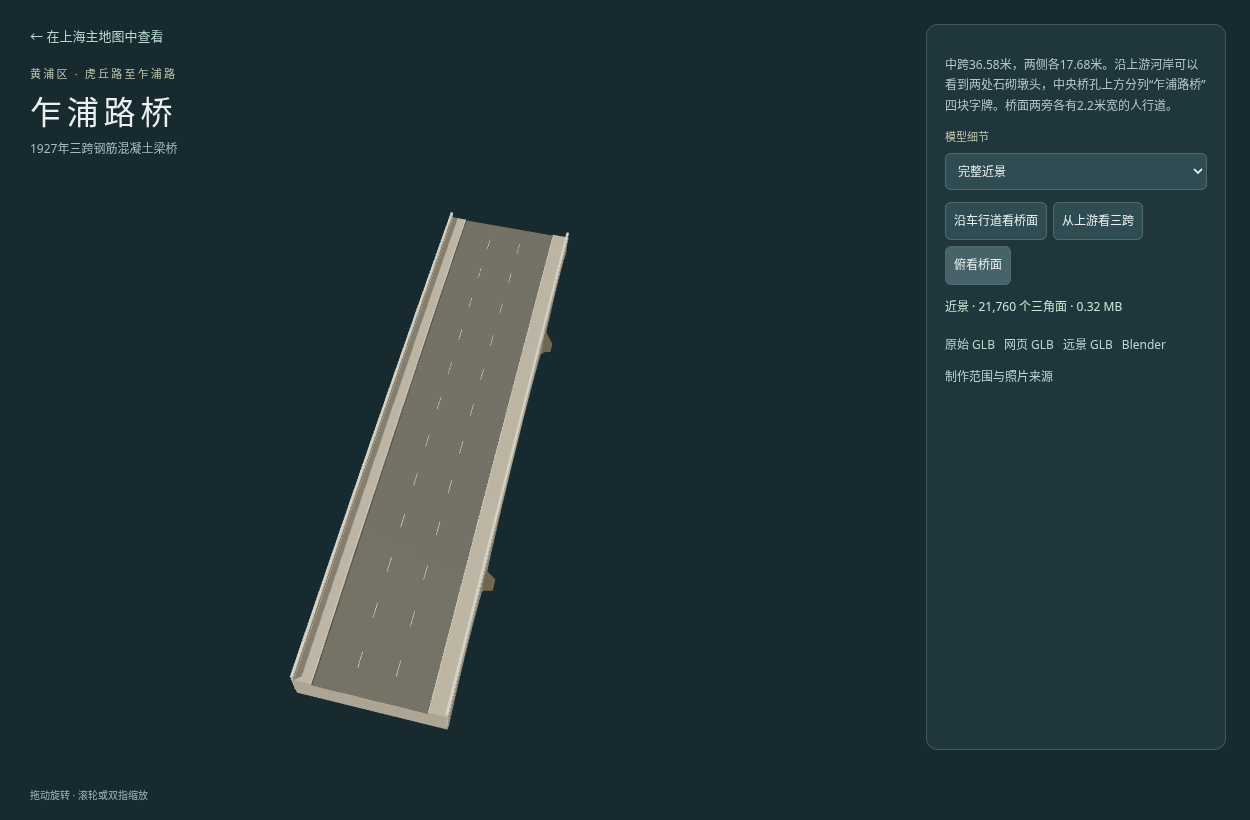 ← 在上海主地图中查看
黄浦区 · 虎丘路至乍浦路
乍浦路桥
1927年三跨钢筋混凝土梁桥
中跨36.58米，两侧各17.68米。沿上游河岸可以
看到两处石砌墩头，中央桥孔上方分列“乍浦路桥”
四块字牌。桥面两旁各有2.2米宽的人行道。
模型细节
完整近景
沿车行道看桥面 从上游看三跨
俯看桥面
近景 · 21,760 个三角面 · 0.32 MB
原始 GLB 网页 GLB 远景 GLB Blender
制作范围与照片来源
拖动旋转 · 滚轮或双指缩放